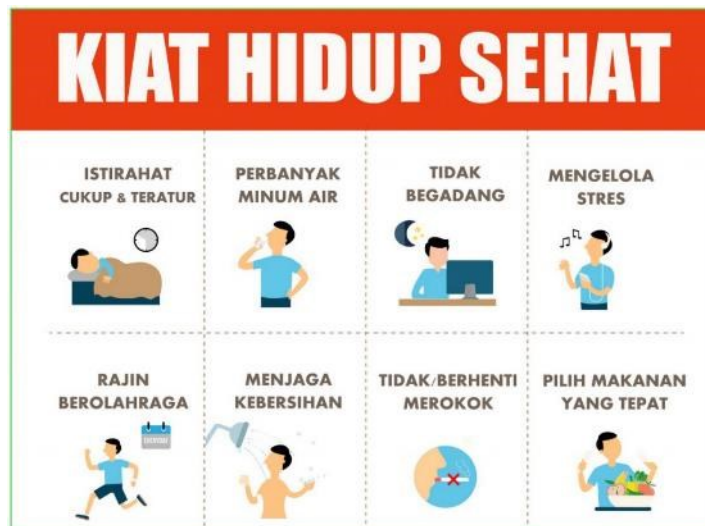 KIAT HIDUP SEHAT
ISTIRAHAT
CUKUP & TERATUR
PERBANYAK
MINUM AIR
TIDAK
BEGADANG
MENGELOLA
STRES
RAJIN
BEROLAHRAGA
MENJAGA
KEBERSIHAN
TIDAK/BERHENTI
MEROKOK
PILIH MAKANAN
YANG TEPAT
EVERYDAY